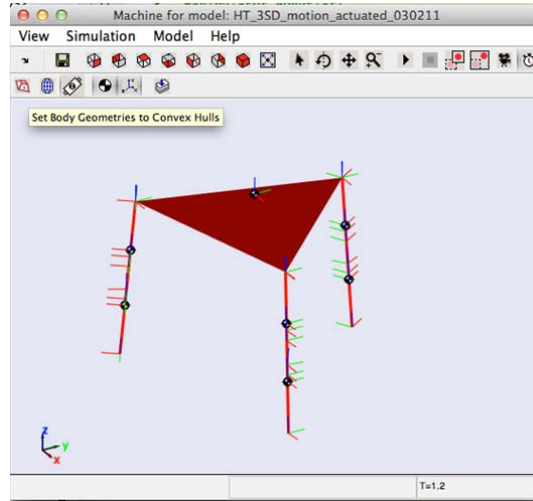 Machine for model: HT_3SD_motion_actuated_030211
View Simulation Model Help
Set Body Geometries to Convex Hulls
z
y
x
T=1.2